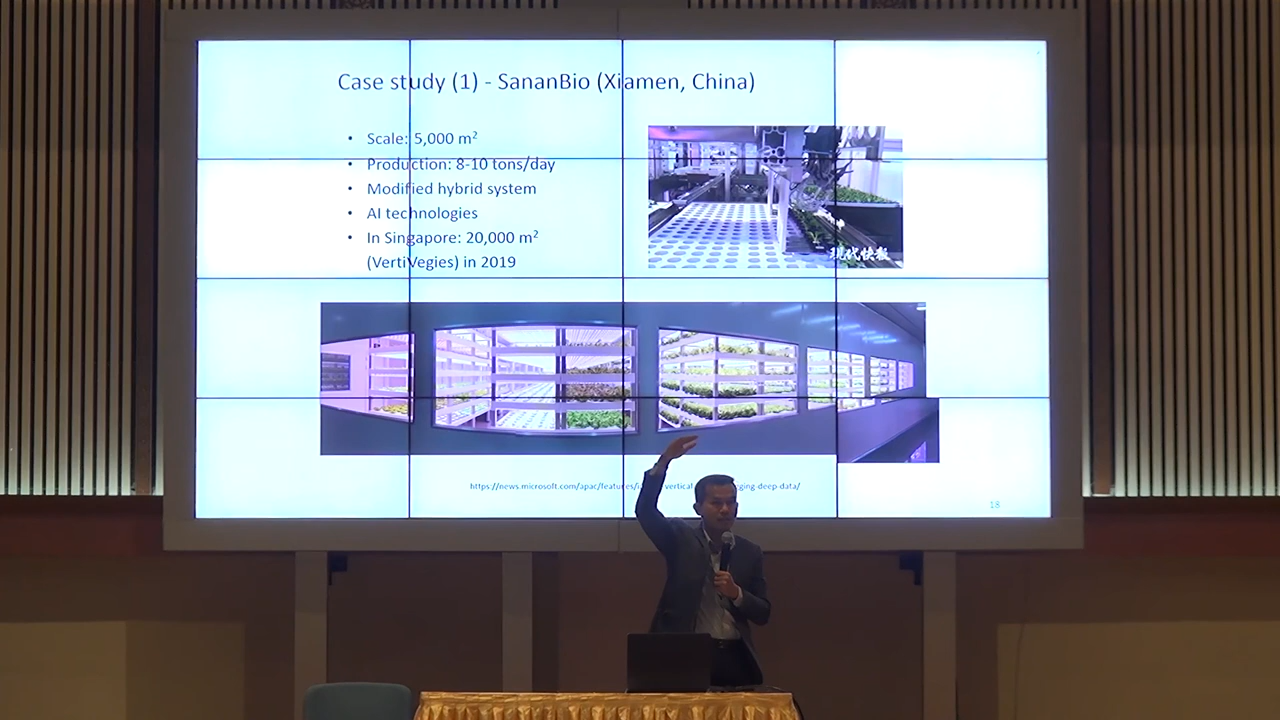 Case study (1) - SananBio (Xiamen, China)
• Scale: 5,000 m²
• Production: 8-10 tons/day
• Modified hybrid system
• AI technologies
• In Singapore: 20,000 m²
(VertiVegies) in 2019
现代快报
https://news.microsoft.com/apac/features/ vertical ging-deep-data/
18